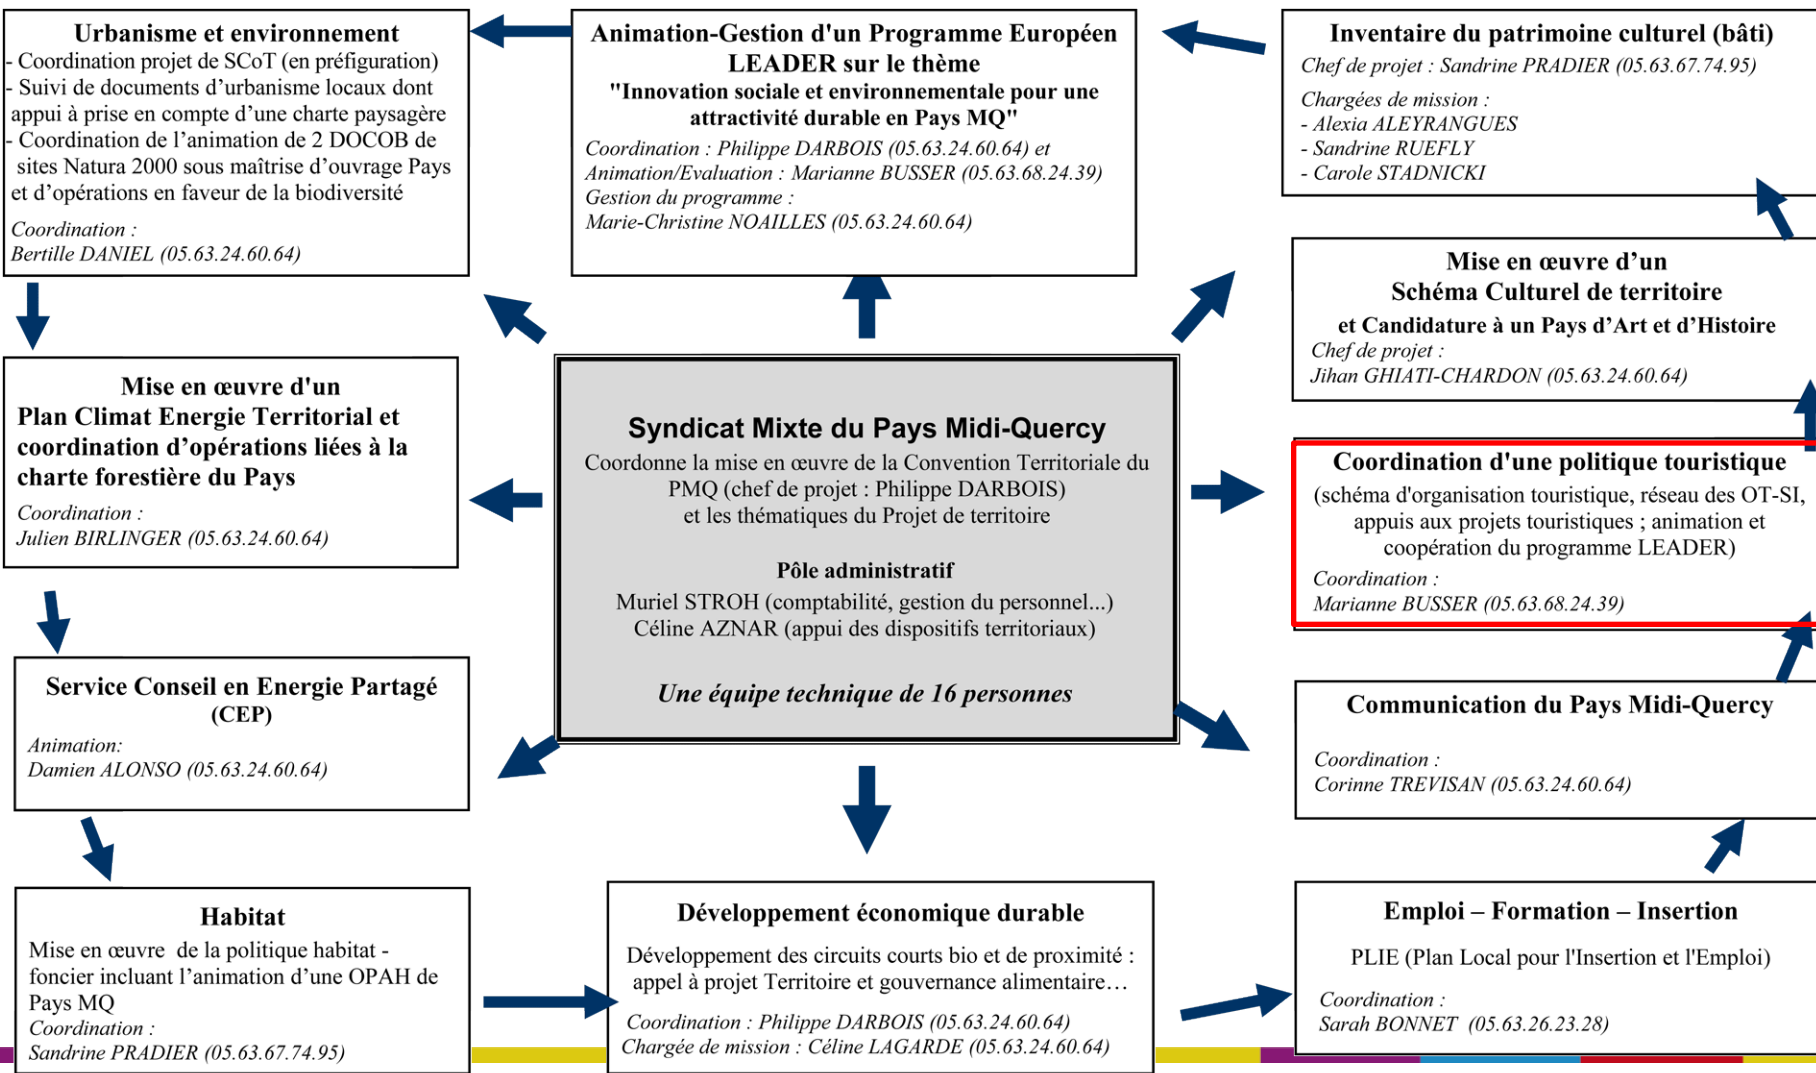 Urbanisme et environnement
- Coordination projet de SCoT (en préfiguration)
- Suivi de documents d’urbanisme locaux dont
appui à prise en compte d’une charte paysagère
- Coordination de l’animation de 2 DOCOB de
sites Natura 2000 sous maîtrise d’ouvrage Pays
et d’opérations en faveur de la biodiversité
Coordination :
Bertille DANIEL (05.63.24.60.64)
Animation-Gestion d'un Programme Européen
LEADER sur le thème
"Innovation sociale et environnementale pour une
attractivité durable en Pays MQ"
Coordination : Philippe DARBOIS (05.63.24.60.64) et
Animation/Evaluation : Marianne BUSSER (05.63.68.24.39)
Gestion du programme :
Marie-Christine NOAILLES (05.63.24.60.64)
Inventaire du patrimoine culturel (bâti)
Chef de projet : Sandrine PRADIER (05.63.67.74.95)
Chargées de mission :
- Alexia ALEYRANGUES
- Sandrine RUEFLY
- Carole STADNICKI
Mise en œuvre d’un
Schéma Culturel de territoire
et Candidature à un Pays d’Art et d’Histoire
Chef de projet :
Jihan GHIATI-CHARDON (05.63.24.60.64)
Mise en œuvre d'un
Plan Climat Energie Territorial et
coordination d’opérations liées à la
charte forestière du Pays
Coordination :
Julien BIRLINGER (05.63.24.60.64)
Syndicat Mixte du Pays Midi-Quercy
Coordonne la mise en œuvre de la Convention Territoriale du
PMQ (chef de projet : Philippe DARBOIS)
et les thématiques du Projet de territoire
Pôle administratif
Muriel STROH (comptabilité, gestion du personnel...)
Céline AZNAR (appui des dispositifs territoriaux)
Une équipe technique de 16 personnes
Coordination d'une politique touristique
(schéma d'organisation touristique, réseau des OT-SI,
appuis aux projets touristiques ; animation et
coopération du programme LEADER)
Coordination :
Marianne BUSSER (05.63.68.24.39)
Service Conseil en Energie Partagé
(CEP)
Animation:
Damien ALONSO (05.63.24.60.64)
Communication du Pays Midi-Quercy
Coordination :
Corinne TREVISAN (05.63.24.60.64)
Habitat
Mise en œuvre de la politique habitat -
foncier incluant l’animation d’une OPAH de
Pays MQ
Coordination :
Sandrine PRADIER (05.63.67.74.95)
Développement économique durable
Développement des circuits courts bio et de proximité :
appel à projet Territoire et gouvernance alimentaire…
Coordination : Philippe DARBOIS (05.63.24.60.64)
Chargée de mission : Céline LAGARDE (05.63.24.60.64)
Emploi – Formation – Insertion
PLIE (Plan Local pour l'Insertion et l'Emploi)
Coordination :
Sarah BONNET (05.63.26.23.28)